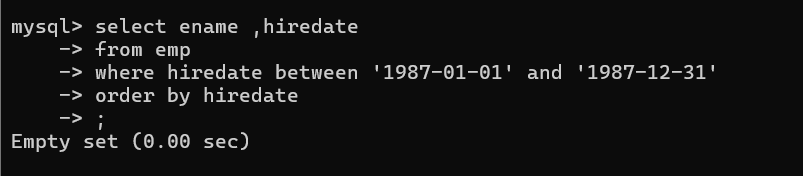 mysql> select ename ,hiredate
    -> from emp
    -> where hiredate between '1987-01-01' and '1987-12-31'
    -> order by hiredate
    -> ;
Empty set (0.00 sec)